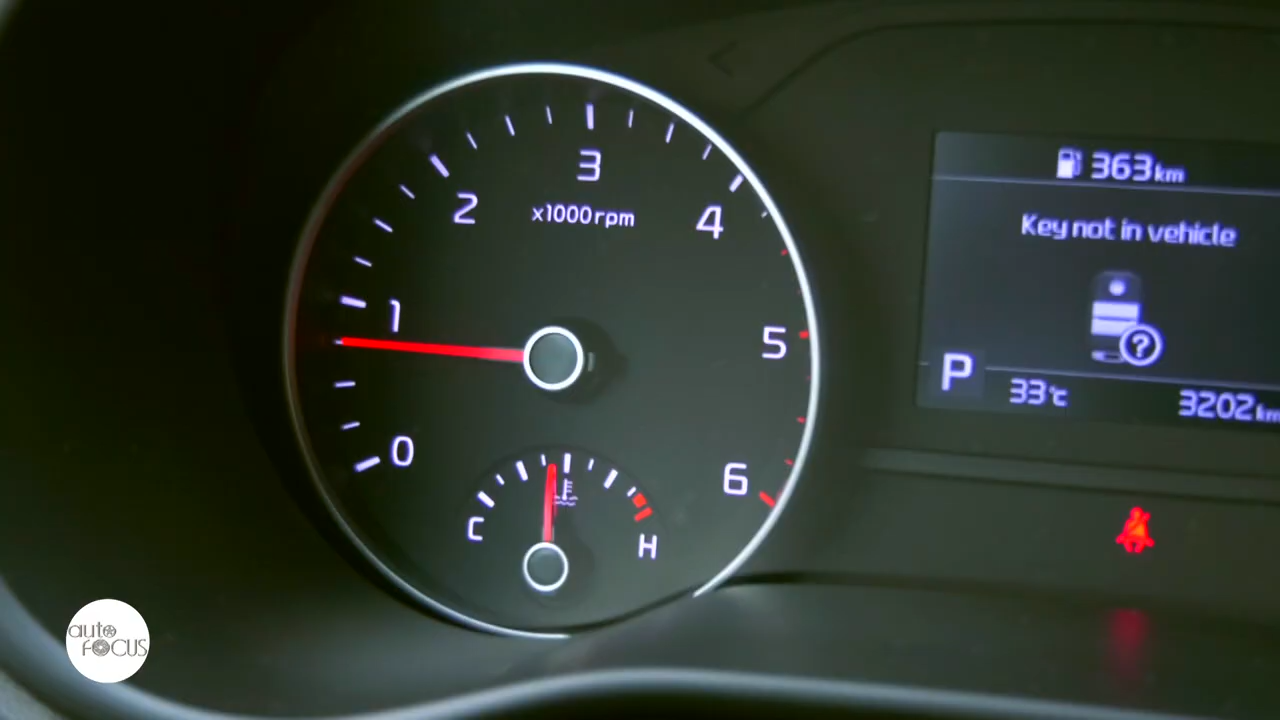 3
2
4
x1000rpm
1
5
0
6
C
H
363km
Key not in vehicle
?
P
33℃
3202km
auto
FOCUS